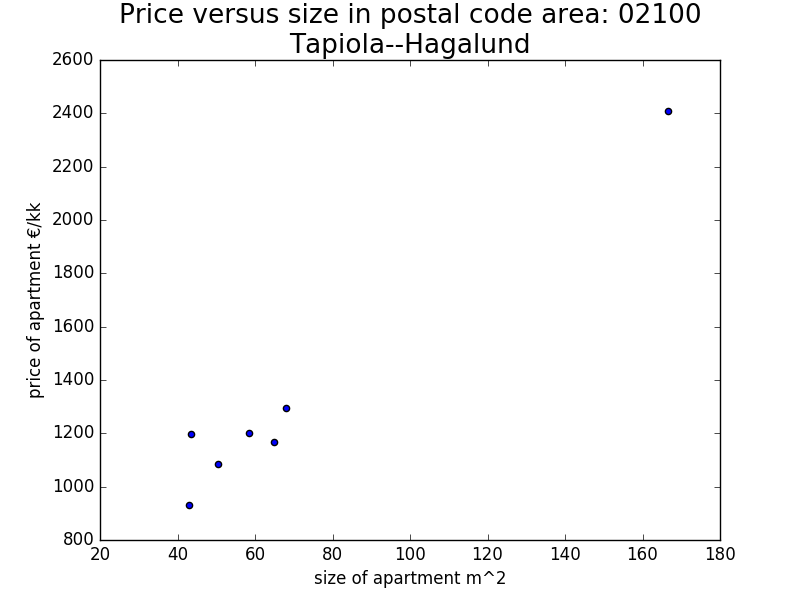 Price versus size in postal code area: 02100
Tapiola--Hagalund
2600
2400
2200
2000
1800
1600
1400
1200
1000
800
price of apartment €/kk
20 40 60 80 100 120 140 160 180
size of apartment m^2